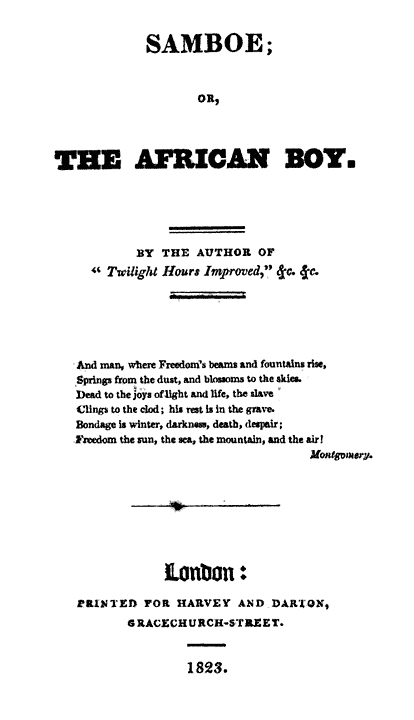 SAMBOE;
OR,
THE AFRICAN BOY.
BY THE AUTHOR OF
“ Twilight Hours Improved,” &c. &c.
And man, where Freedom's beams and fountains rise,
Springs from the dust, and blossoms to the skies.
Dead to the joys of light and life, the slave
Clings to the clod; his rest is in the grave.
Bondage is winter, darkness, death, despair;
Freedom the sun, the sea, the mountain, and the air!
Montgomery.
London:
PRINTED FOR HARVEY AND DARTON,
GRACECHURCH-STREET.
1823.